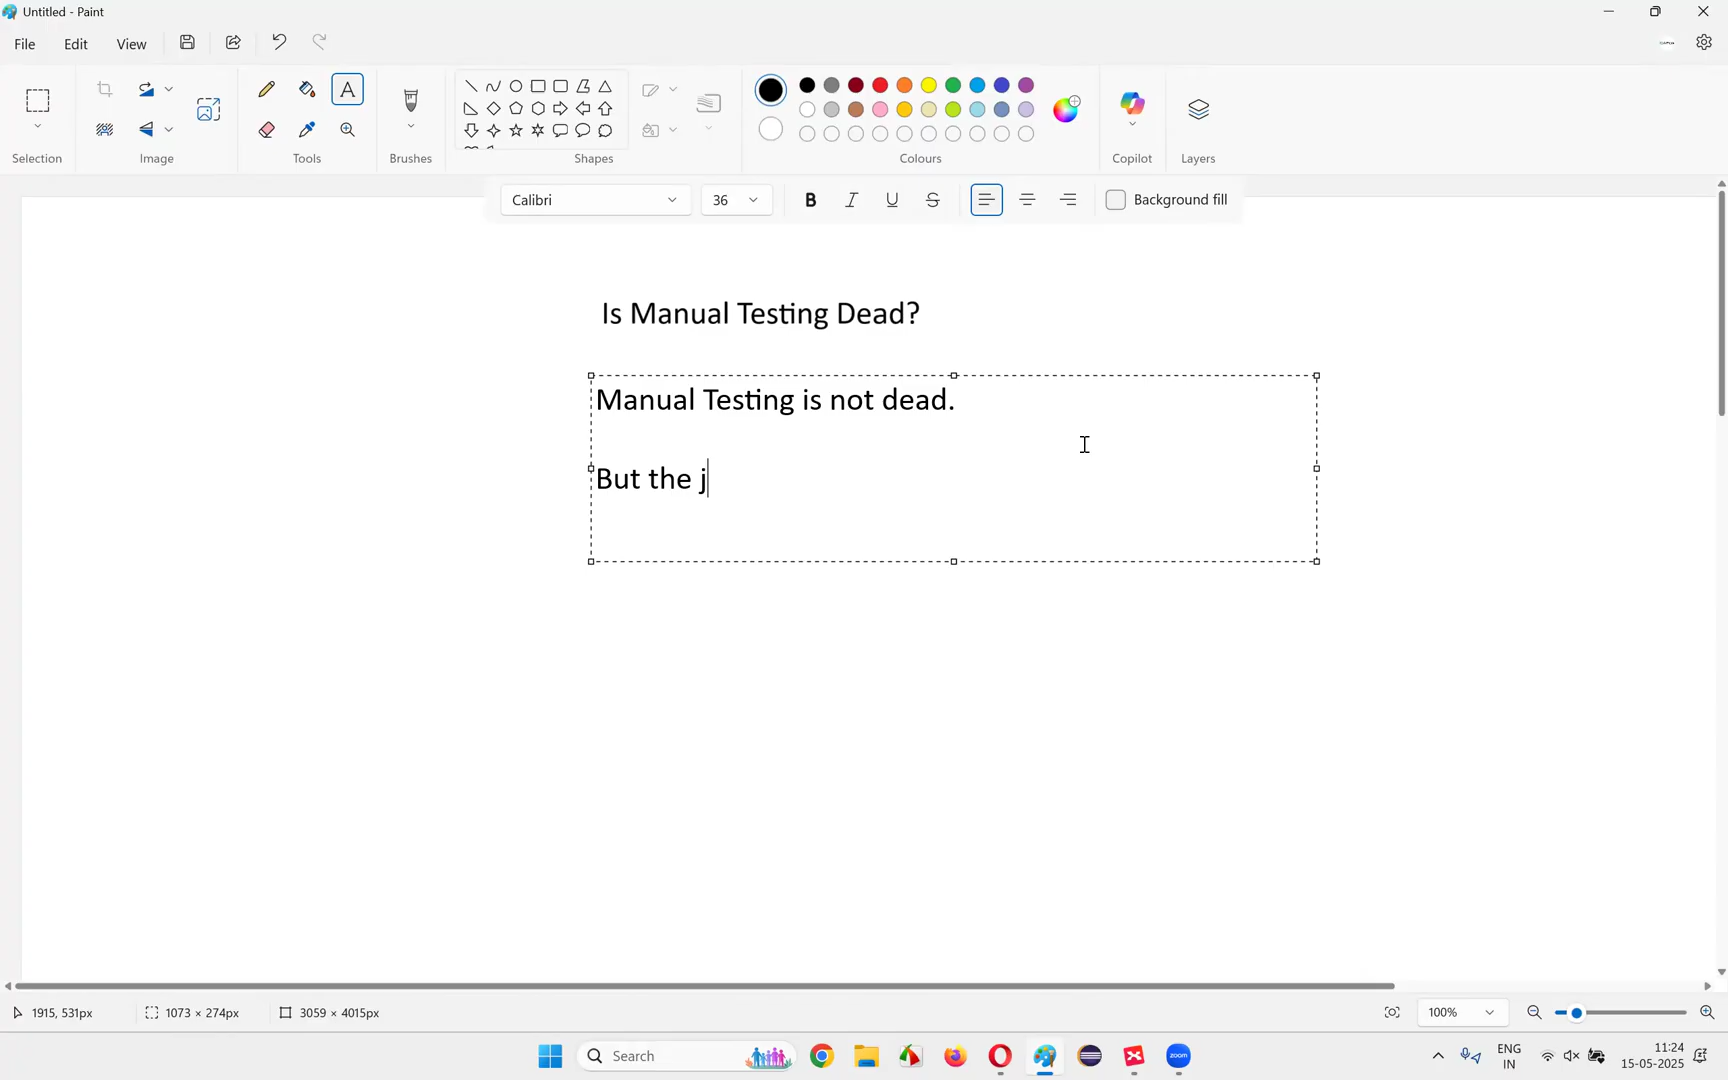 Untitled - Paint
File Edit View
Selection
Image
Tools
Brushes
Shapes
Colours
Copilot
Layers
Calibri
36
B
I
U
S
Background fill
Is Manual Testing Dead?
Manual Testing is not dead.
But the j
1915, 531px
1073 × 274px
3059 × 4015px
100%
Search
zoom
ENG
IN
11:24
15-05-2025